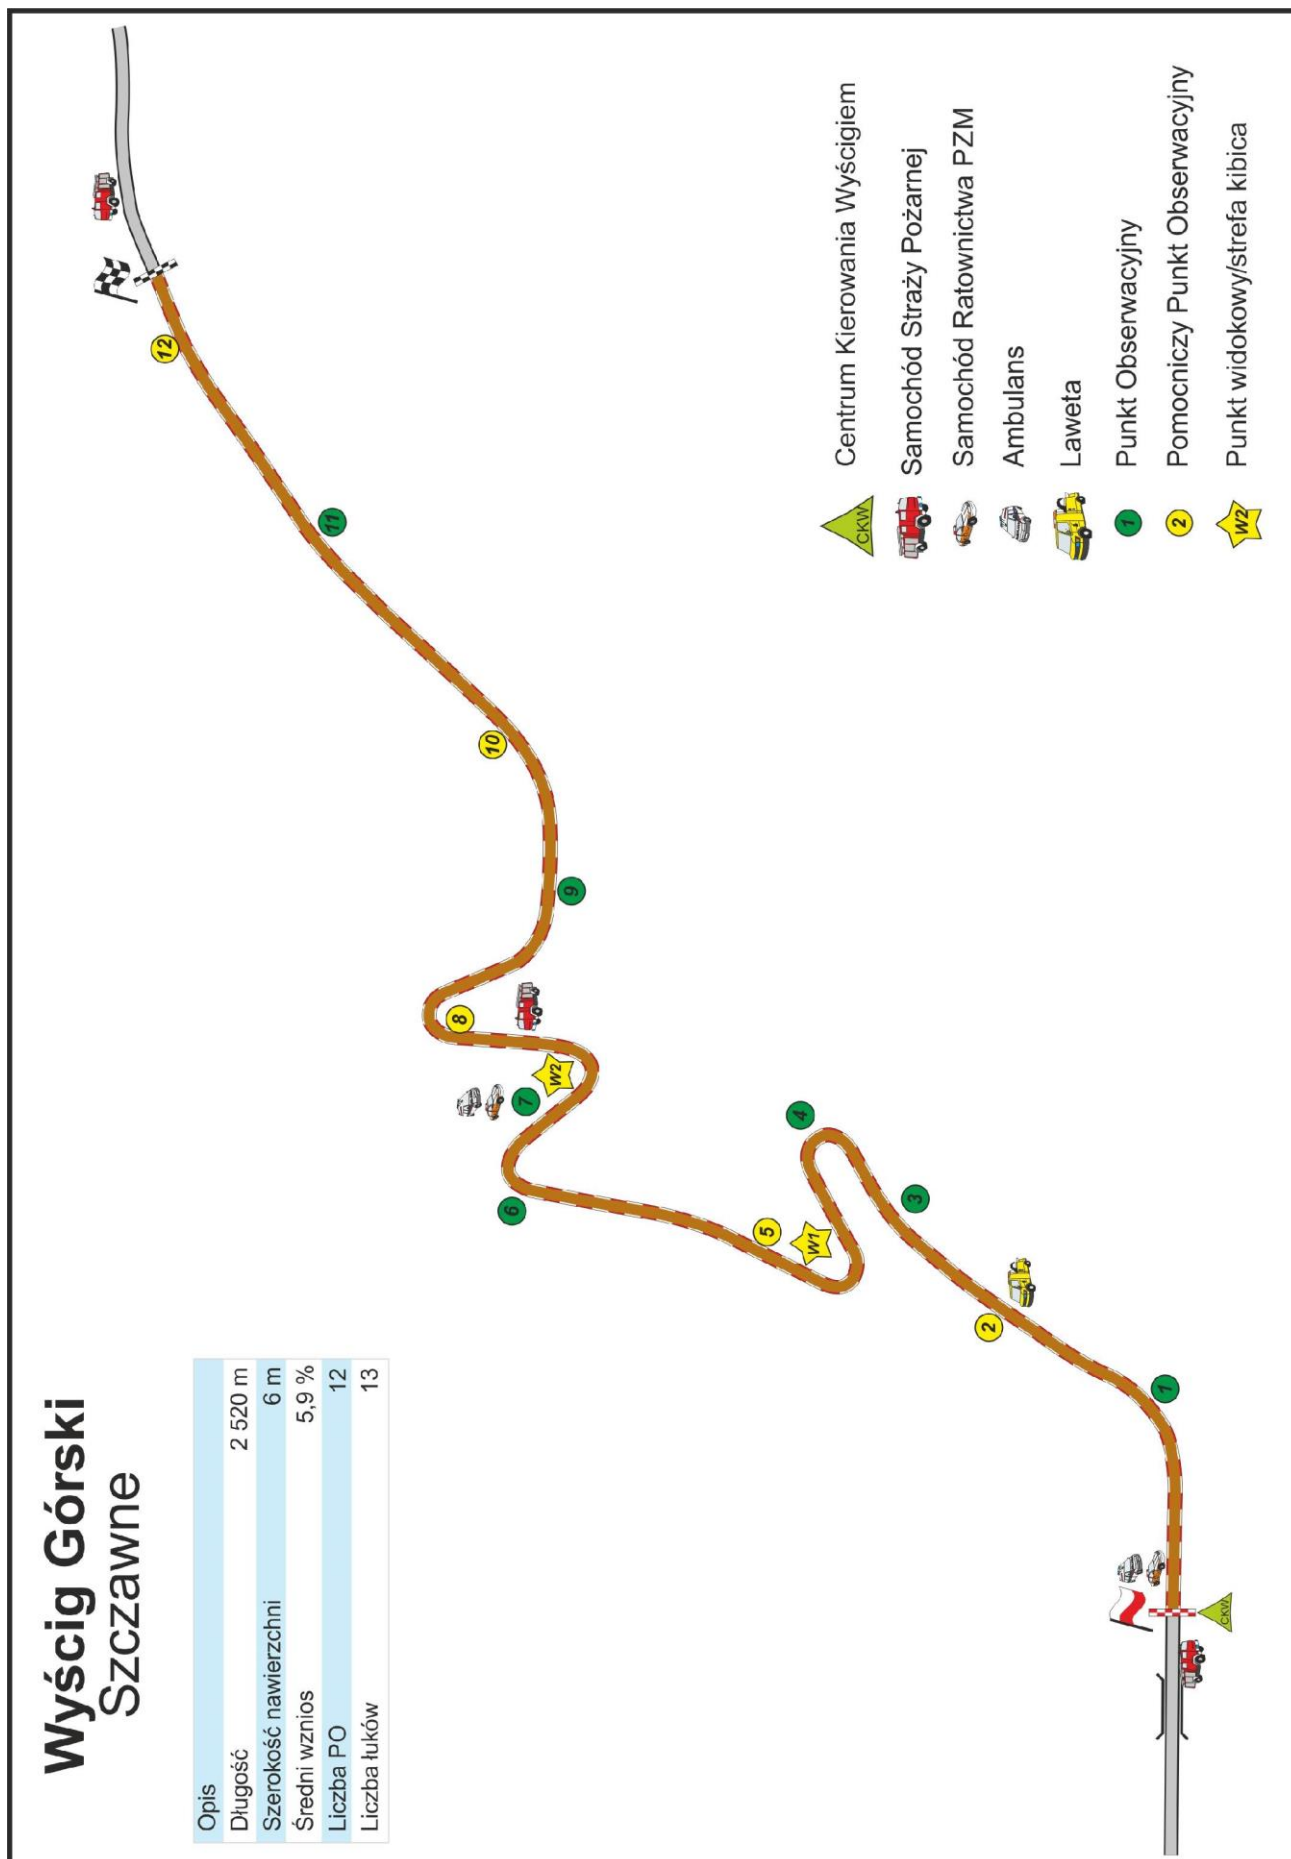 Wyścig Górski
Szczawne
Opis
Długość 2 520 m
Szerokość nawierzchni 6 m
Średni wznios 5,9 %
Liczba PO 12
Liczba łuków 13
CKW
1
2
3
4
W1
5
6
7
W2
8
9
10
11
12
CKW Centrum Kierowania Wyścigiem
Samochód Straży Pożarnej
Samochód Ratownictwa PZM
Ambulans
Laweta
1 Punkt Obserwacyjny
2 Pomocniczy Punkt Obserwacyjny
W2 Punkt widokowy/strefa kibica